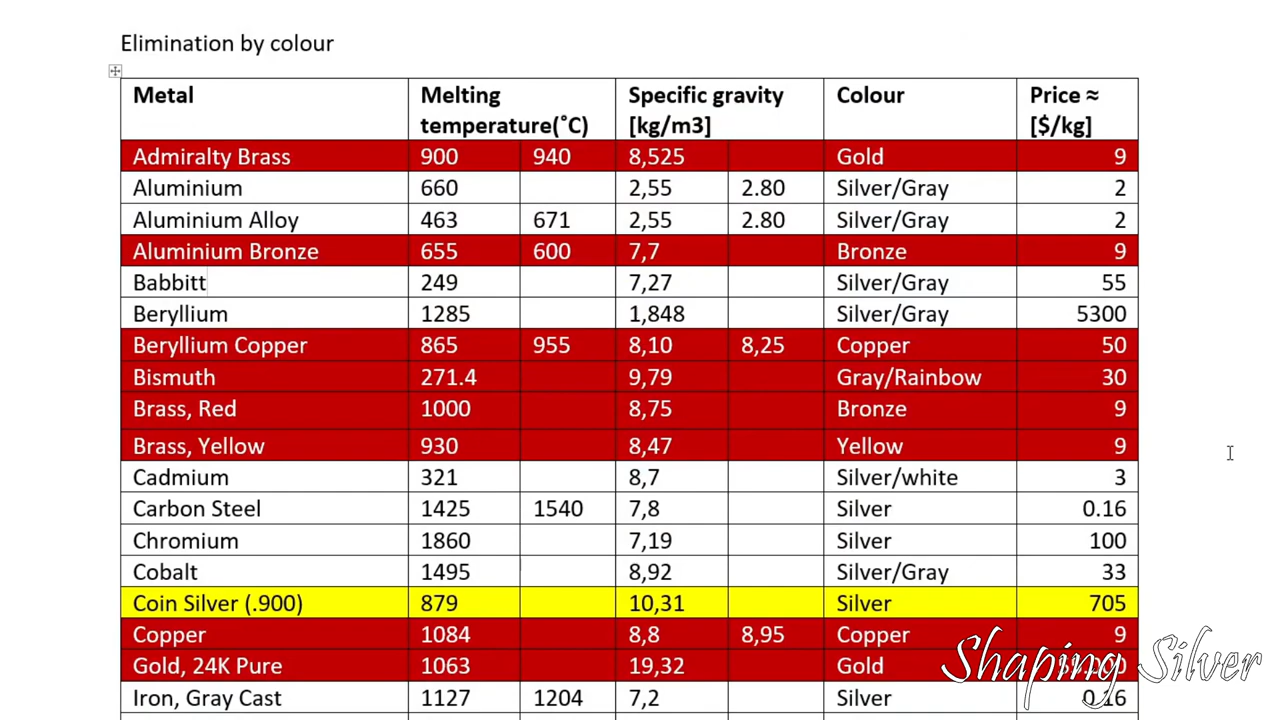 Elimination by colour
Metal Melting temperature(˚C) Specific gravity [kg/m3] Colour Price ≈ [$/kg]
Admiralty Brass 900 940 8,525 Gold 9
Aluminium 660 2,55 2.80 Silver/Gray 2
Aluminium Alloy 463 671 2,55 2.80 Silver/Gray 2
Aluminium Bronze 655 600 7,7 Bronze 9
Babbitt 249 7,27 Silver/Gray 55
Beryllium 1285 1,848 Silver/Gray 5300
Beryllium Copper 865 955 8,10 8,25 Copper 50
Bismuth 271.4 9,79 Gray/Rainbow 30
Brass, Red 1000 8,75 Bronze 9
Brass, Yellow 930 8,47 Yellow 9
Cadmium 321 8,7 Silver/white 3
Carbon Steel 1425 1540 7,8 Silver 0.16
Chromium 1860 7,19 Silver 100
Cobalt 1495 8,92 Silver/Gray 33
Coin Silver (.900) 879 10,31 Silver 705
Copper 1084 8,8 8,95 Copper 9
Gold, 24K Pure 1063 19,32 Gold
Iron, Gray Cast 1127 1204 7,2 Silver 0.16
Shaping Silver